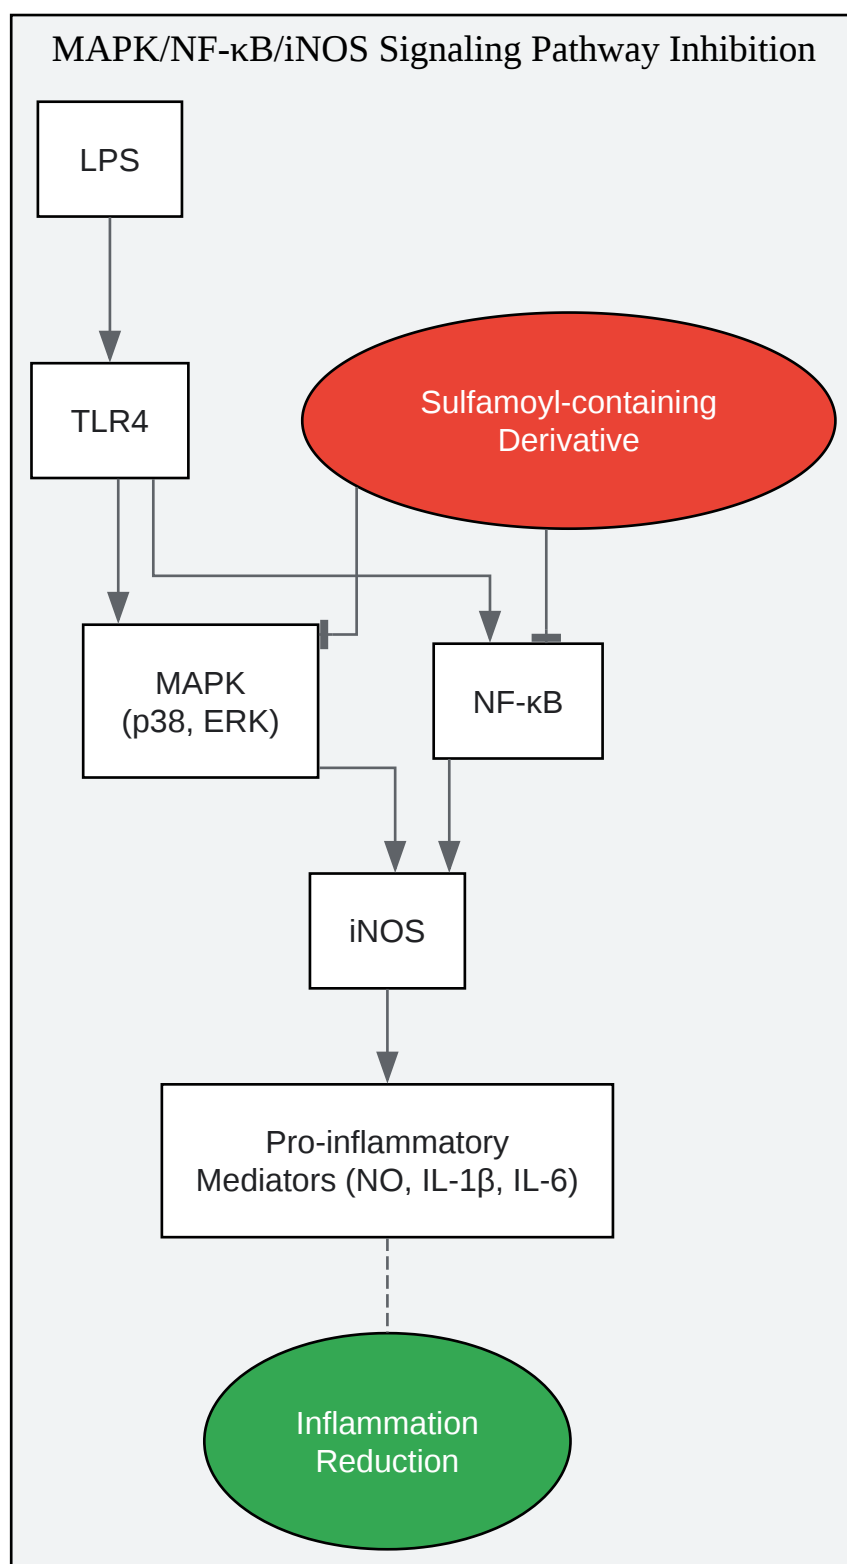 MAPK/NF-κB/iNOS Signaling Pathway Inhibition
LPS
TLR4
Sulfamoyl-containing
Derivative
MAPK
(p38, ERK)
NF-κB
iNOS
Pro-inflammatory
Mediators (NO, IL-1β, IL-6)
Inflammation
Reduction